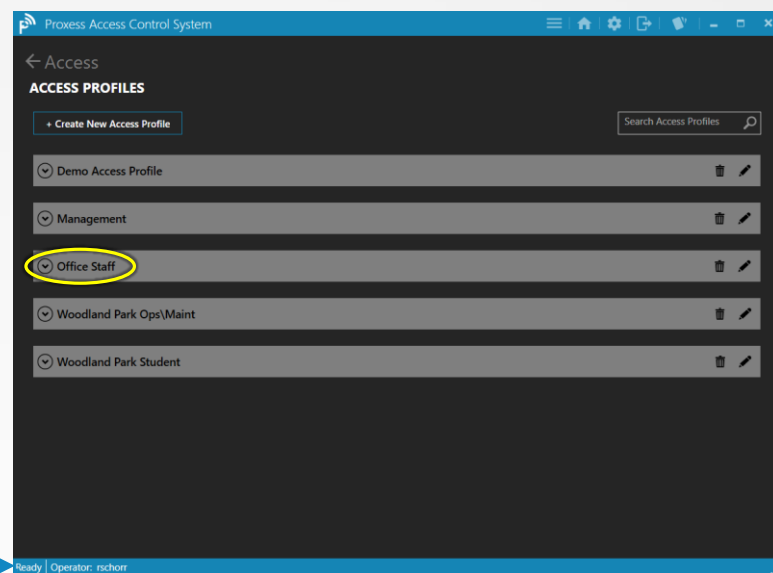 Proxess Access Control System
Access
ACCESS PROFILES
+ Create New Access Profile
Search Access Profiles
Demo Access Profile
Management
Office Staff
Woodland Park Ops\Maint
Woodland Park Student
Ready | Operator: rschorr